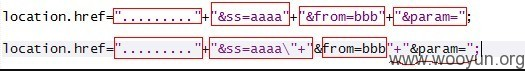 location.href="........."+"&ss=aaaa"+"&from=bbb"+"&param=";
location.href="........."+"&ss=aaaa\"+"&from=bbb"+"&param=";
www.wooyun.org